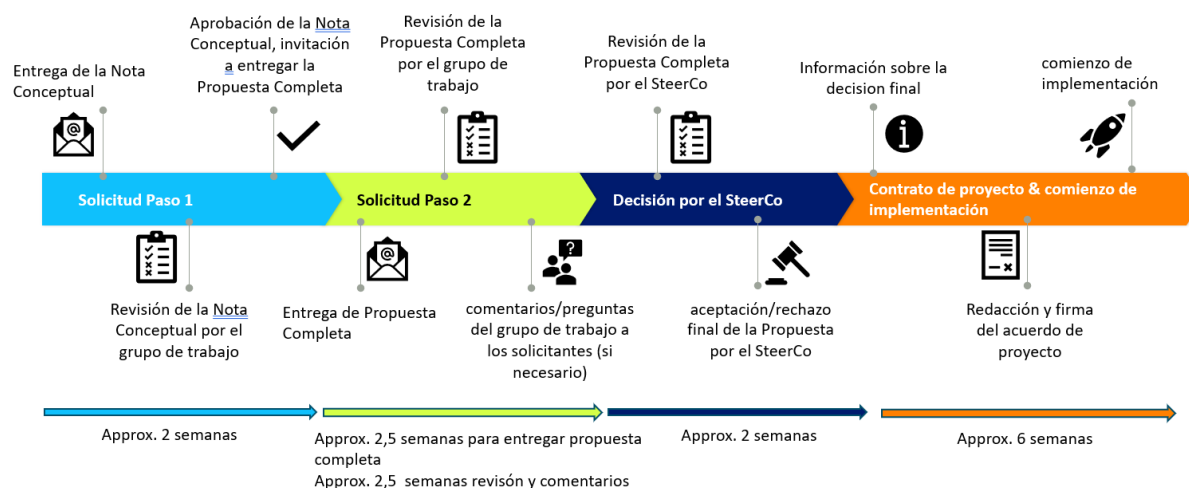 Entrega de la Nota
Conceptual
Aprobación de la Nota
Conceptual, invitación
a entregar la
Propuesta Completa
Revisión de la
Propuesta Completa
por el grupo de
trabajo
Revisión de la
Propuesta Completa
por el SteerCo
Información sobre la
decision final
comienzo de
implementación
Solicitud Paso 1
Solicitud Paso 2
Decisión por el SteerCo
Contrato de proyecto & comienzo de
implementación
Revisión de la Nota
Conceptual por el
grupo de trabajo
Entrega de Propuesta
Completa
comentarios/preguntas
del grupo de trabajo a
los solicitantes (si
necesario)
aceptación/rechazo
final de la Propuesta
por el SteerCo
Redacción y firma
del acuerdo de
proyecto
Approx. 2 semanas
Approx. 2,5 semanas para entregar propuesta
completa
Approx. 2,5 semanas revisón y comentarios
Approx. 2 semanas
Approx. 6 semanas